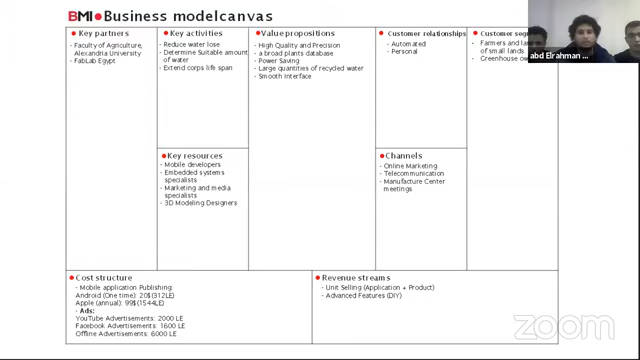 BMI Business modelcanvas
Key partners
- Faculty of Agriculture,
Alexandria University
- FabLab Egypt
Key activities
- Reduce water lose
- Determine Suitable amount
of water
- Extend corps life span
Key resources
- Mobile developers
- Embedded systems
specialists
- Marketing and media
specialists
- 3D Modeling Designers
Value propositions
- High Quality and Precision
- a broad plants database
- Power Saving
- Large quantities of recycled water
- Smooth Interface
Customer relationships
- Automated
- Personal
Channels
- Online Marketing
- Telecommunication
- Manufacture Center
meetings
Customer
- Farmers and
of small lands.
- Greenhouse
abd Elrahman ...
Cost structure
- Mobile application Publishing:
Android (One time): 20$(312LE)
Apple (annual): 99$(1544LE)
- Ads:
YouTube Advertisements: 2000 LE
Facebook Advertisements: 1600 LE
Offline Advertisements: 6000 LE
Revenue streams
- Unit Selling (Application + Product)
- Advanced Features (DIY)
zoom